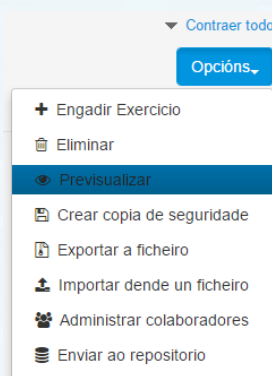 Contraer todo
Opcións
Engadir Exercicio
Eliminar
Previsualizar
Crear copia de seguridade
Exportar a ficheiro
Importar dende un ficheiro
Administrar colaboradores
Enviar ao repositorio